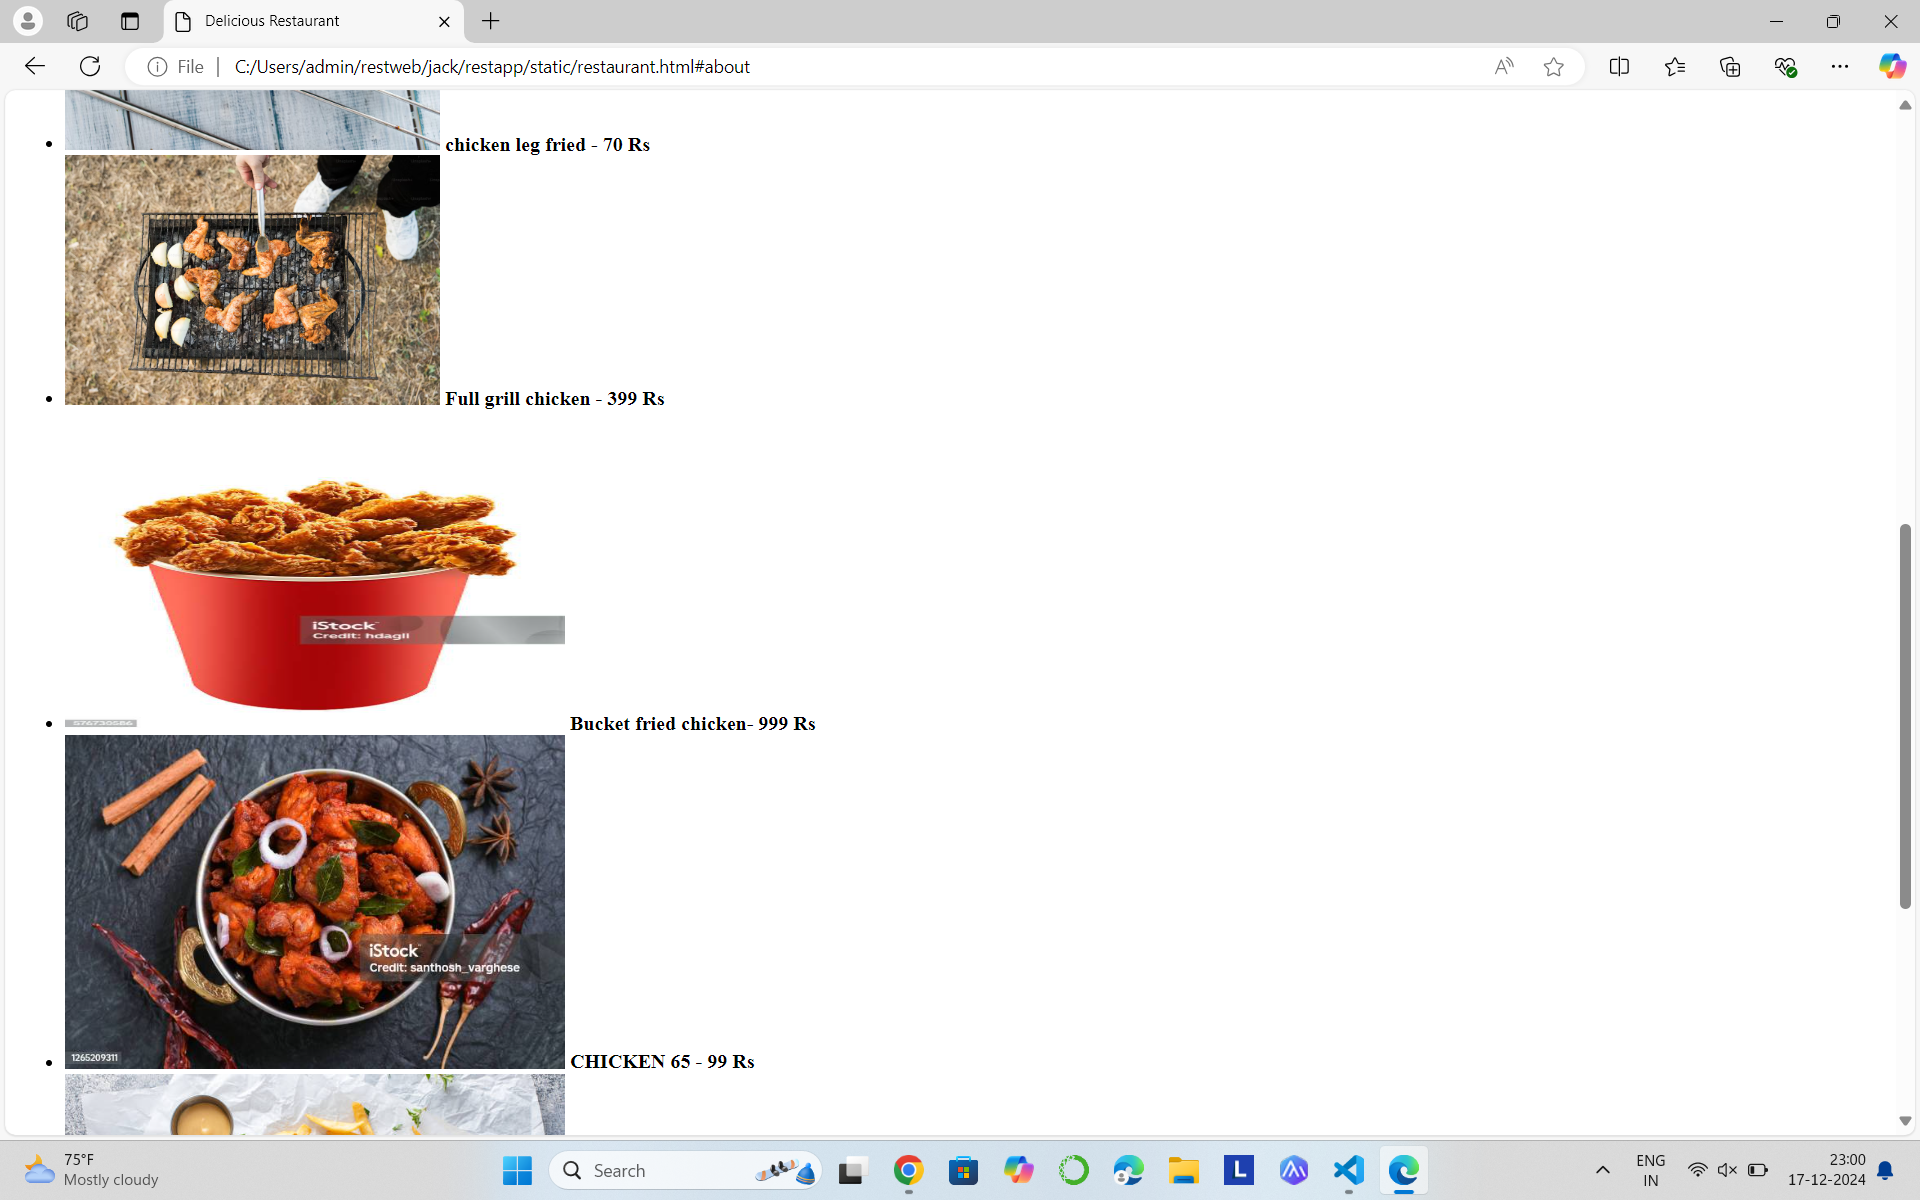 Delicious Restaurant
File
C:/Users/admin/restweb/jack/restapp/static/restaurant.html#about
chicken leg fried - 70 Rs
Full grill chicken - 399 Rs
iStock
Credit: hdagli
576730586
Bucket fried chicken- 999 Rs
iStock
Credit: santhosh_varghese
1265209311
CHICKEN 65 - 99 Rs
75°F
Mostly cloudy
Search
L
ENG
IN
23:00
17-12-2024